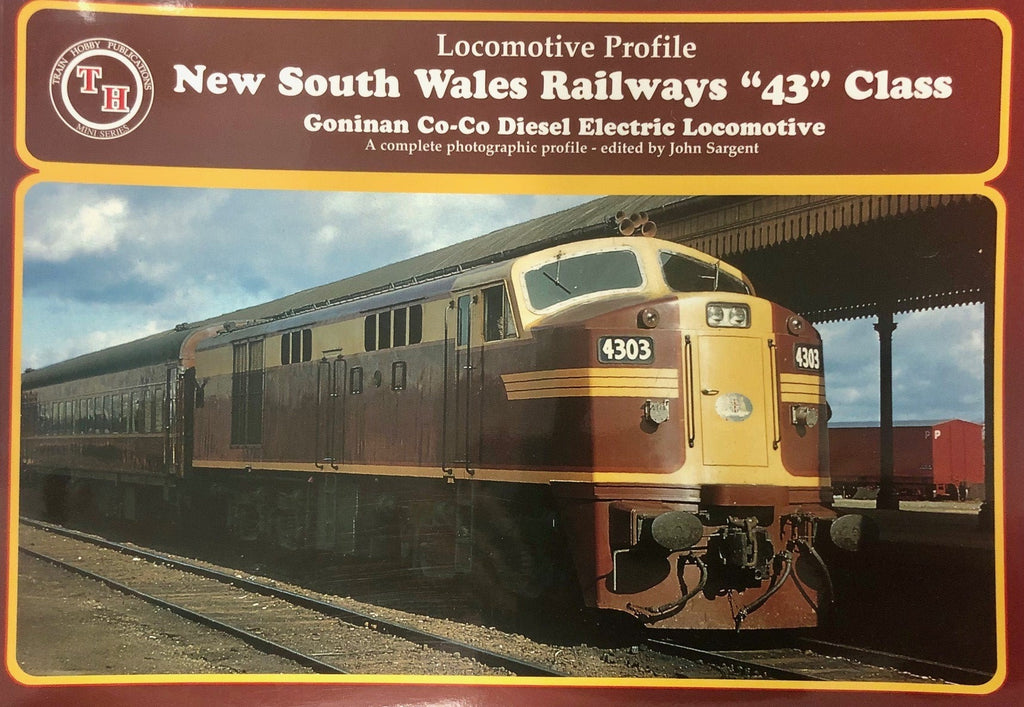 Locomotive Profile
TRAIN HOBBY PUBLICATIONS
TH
MINI SERIES
New South Wales Railways “43” Class
Goninan Co-Co Diesel Electric Locomotive
A complete photographic profile - edited by John Sargent
4303
4303
P P